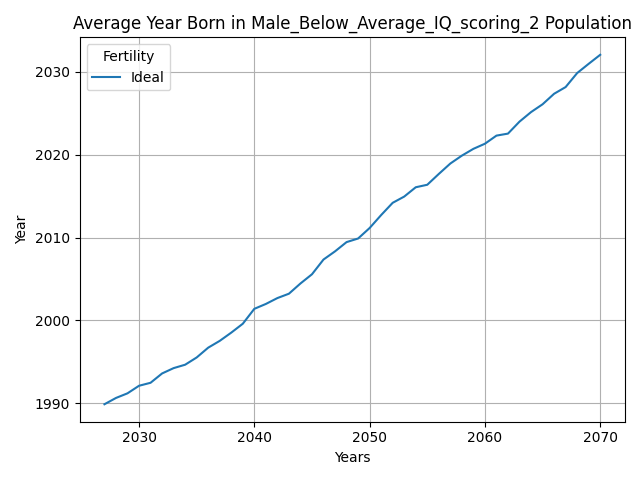 Average Year Born in Male_Below_Average_IQ_scoring_2 Population
Fertility
Ideal
Year
2030
2020
2010
2000
1990
2030 2040 2050 2060 2070
Years